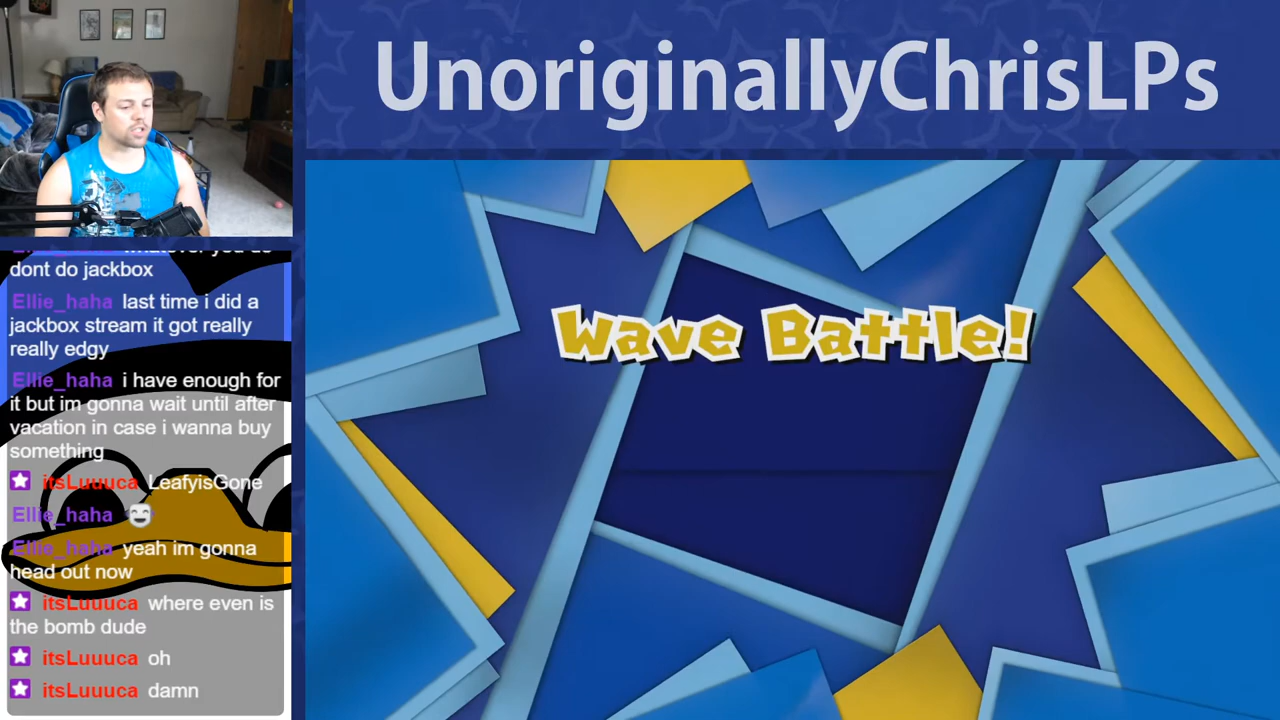 UnoriginallyChrisLPs
Wave Battle!
dont do jackbox
Ellie_haha last time i did a
jackbox stream it got really
really edgy
Ellie_haha i have enough for
it but im gonna wait until after
vacation in case i wanna buy
something
itsLuuuca LeafyisGone
Ellie_haha
Ellie_haha yeah im gonna
head out now
itsLuuuca where even is
the bomb dude
itsLuuuca oh
itsLuuuca damn